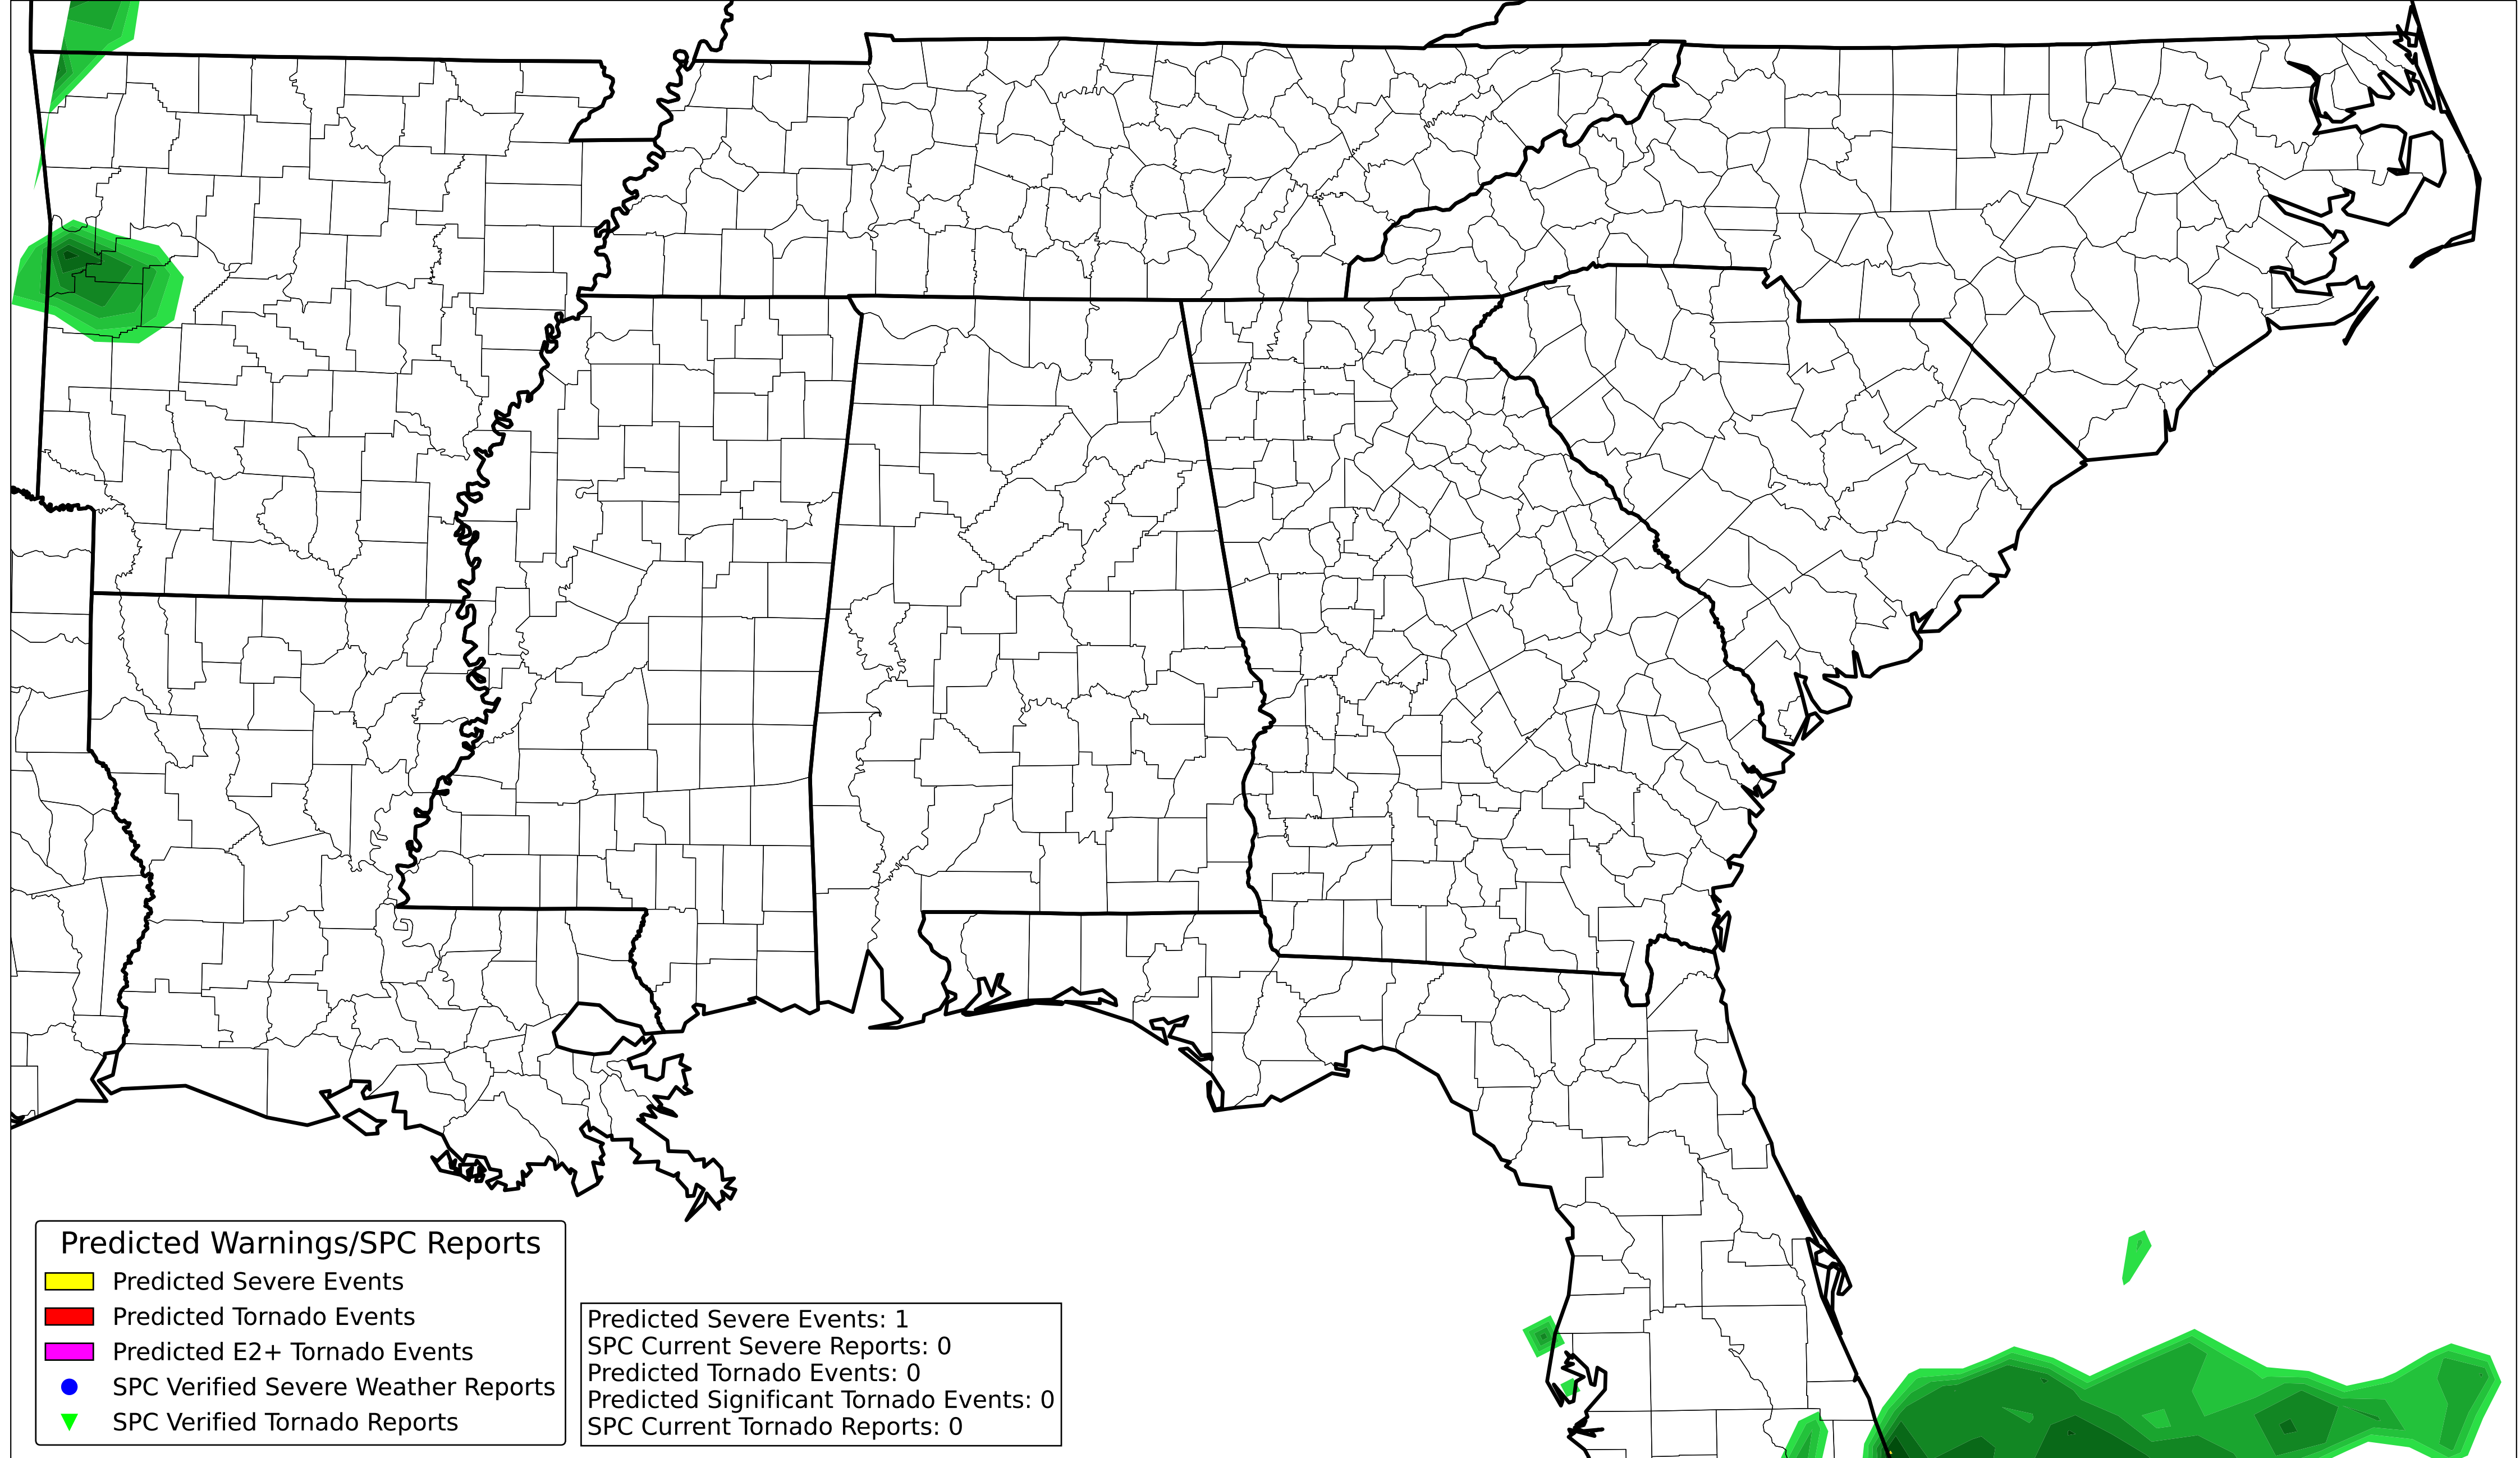 Predicted Warnings/SPC Reports
Predicted Severe Events
Predicted Tornado Events
Predicted E2+ Tornado Events
SPC Verified Severe Weather Reports
SPC Verified Tornado Reports
Predicted Severe Events: 1
SPC Current Severe Reports: 0
Predicted Tornado Events: 0
Predicted Significant Tornado Events: 0
SPC Current Tornado Reports: 0